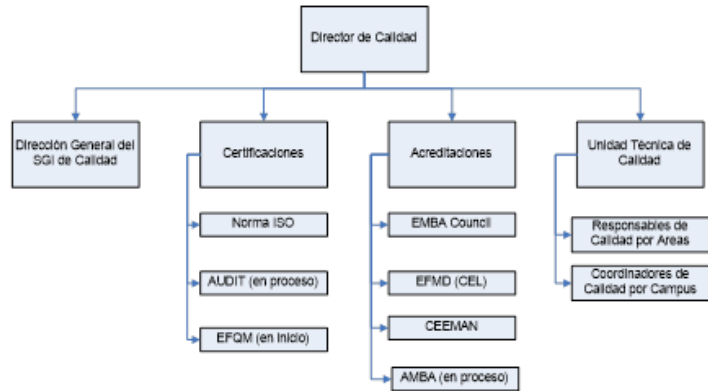 Director de Calidad
Dirección General del
SGI de Calidad
Certificaciones
Acreditaciones
Unidad Técnica de
Calidad
Norma ISO
AUDIT (en proceso)
EFQM (en Inicio)
EMBA Council
EFMD (CEL)
CEEMAN
AMBA (en proceso)
Responsables de
Calidad por Areas
Coordinadores de
Calidad por Campus